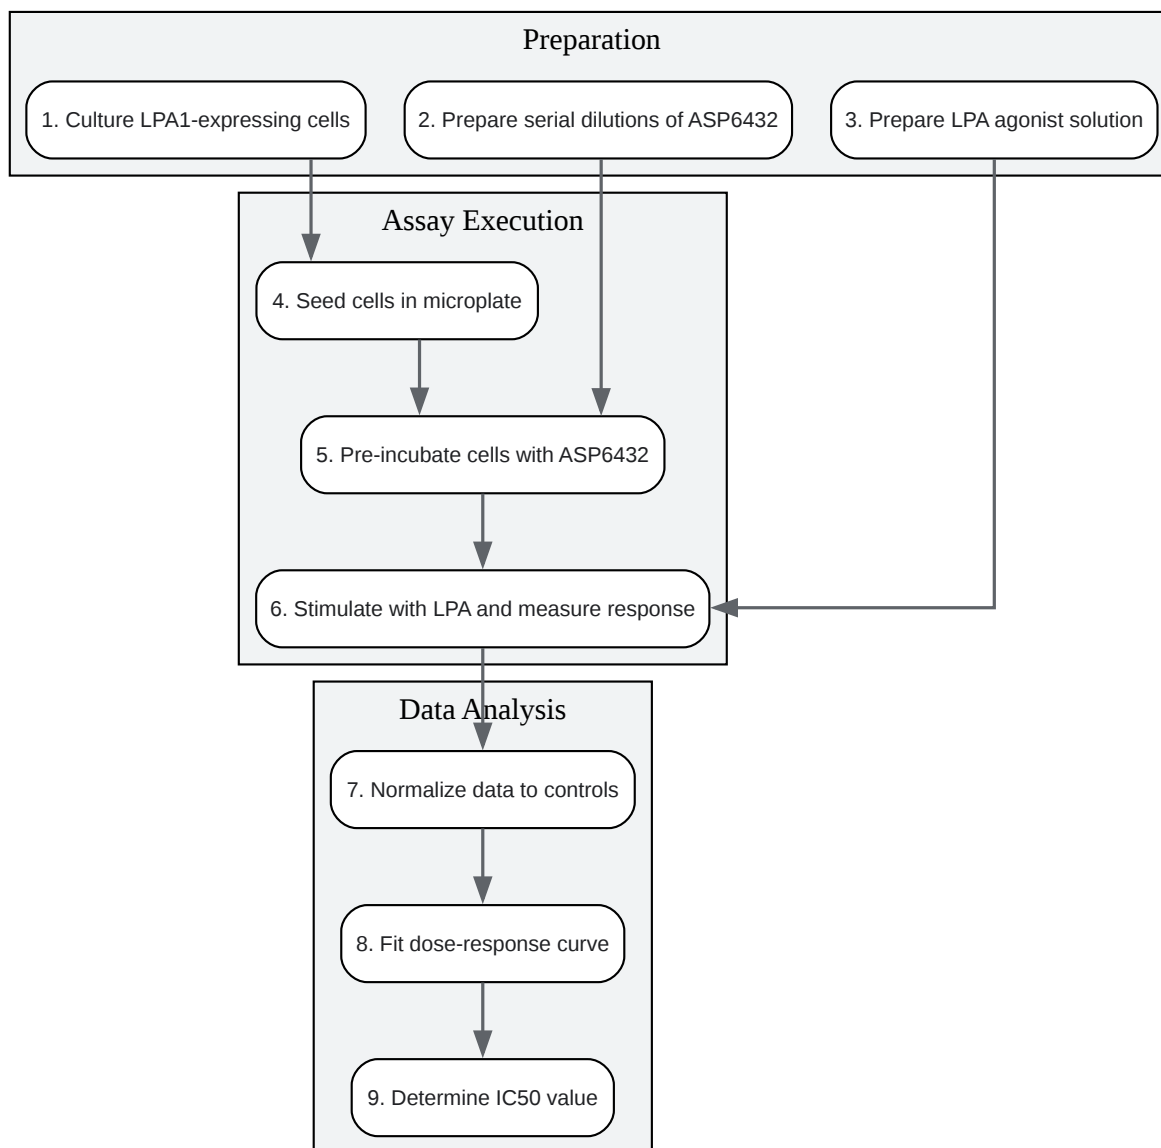 Preparation
1. Culture LPA1-expressing cells
2. Prepare serial dilutions of ASP6432
3. Prepare LPA agonist solution
Assay Execution
4. Seed cells in microplate
5. Pre-incubate cells with ASP6432
6. Stimulate with LPA and measure response
Data Analysis
7. Normalize data to controls
8. Fit dose-response curve
9. Determine IC50 value